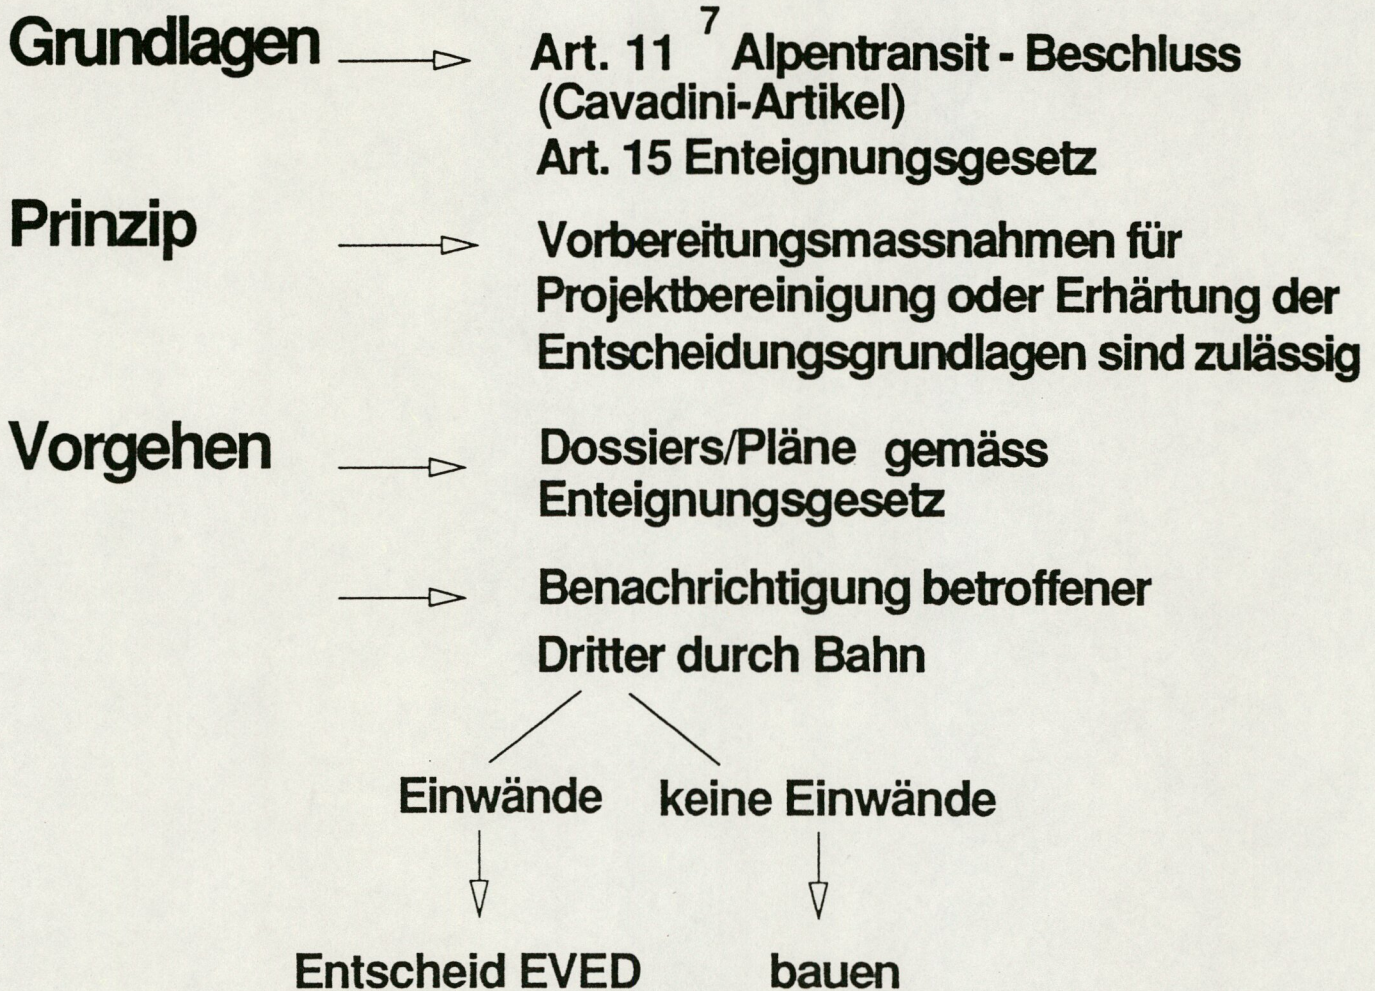 Grundlagen Art. 11 7 Alpentransit - Beschluss
(Cavadini-Artikel)
Art. 15 Enteignungsgesetz
Prinzip Vorbereitungsmassnahmen für
Projektbereinigung oder Erhärtung der
Entscheidungsgrundlagen sind zulässig
Vorgehen Dossiers/Pläne gemäss
Enteignungsgesetz
Benachrichtigung betroffener
Dritter durch Bahn
Einwände keine Einwände
Entscheid EVED bauen